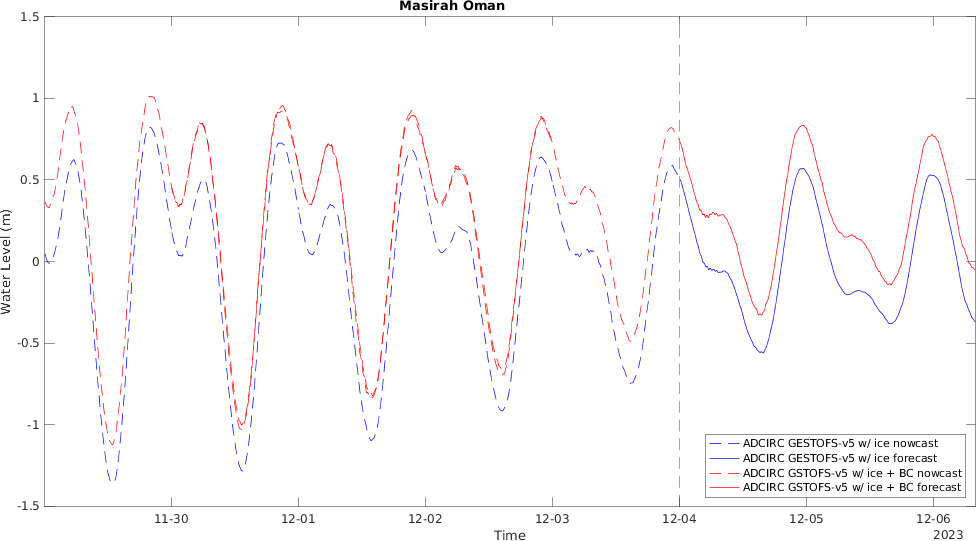 Masirah Oman
1.5
1
0.5
0
-0.5
-1
-1.5
Water Level (m)
11-30
12-01
12-02
12-03
12-04
12-05
12-06
Time
2023
ADCIRC GESTOFS-v5 w/ ice nowcast
ADCIRC GESTOFS-v5 w/ ice forecast
ADCIRC GSTOFS-v5 w/ ice + BC nowcast
ADCIRC GSTOFS-v5 w/ ice + BC forecast